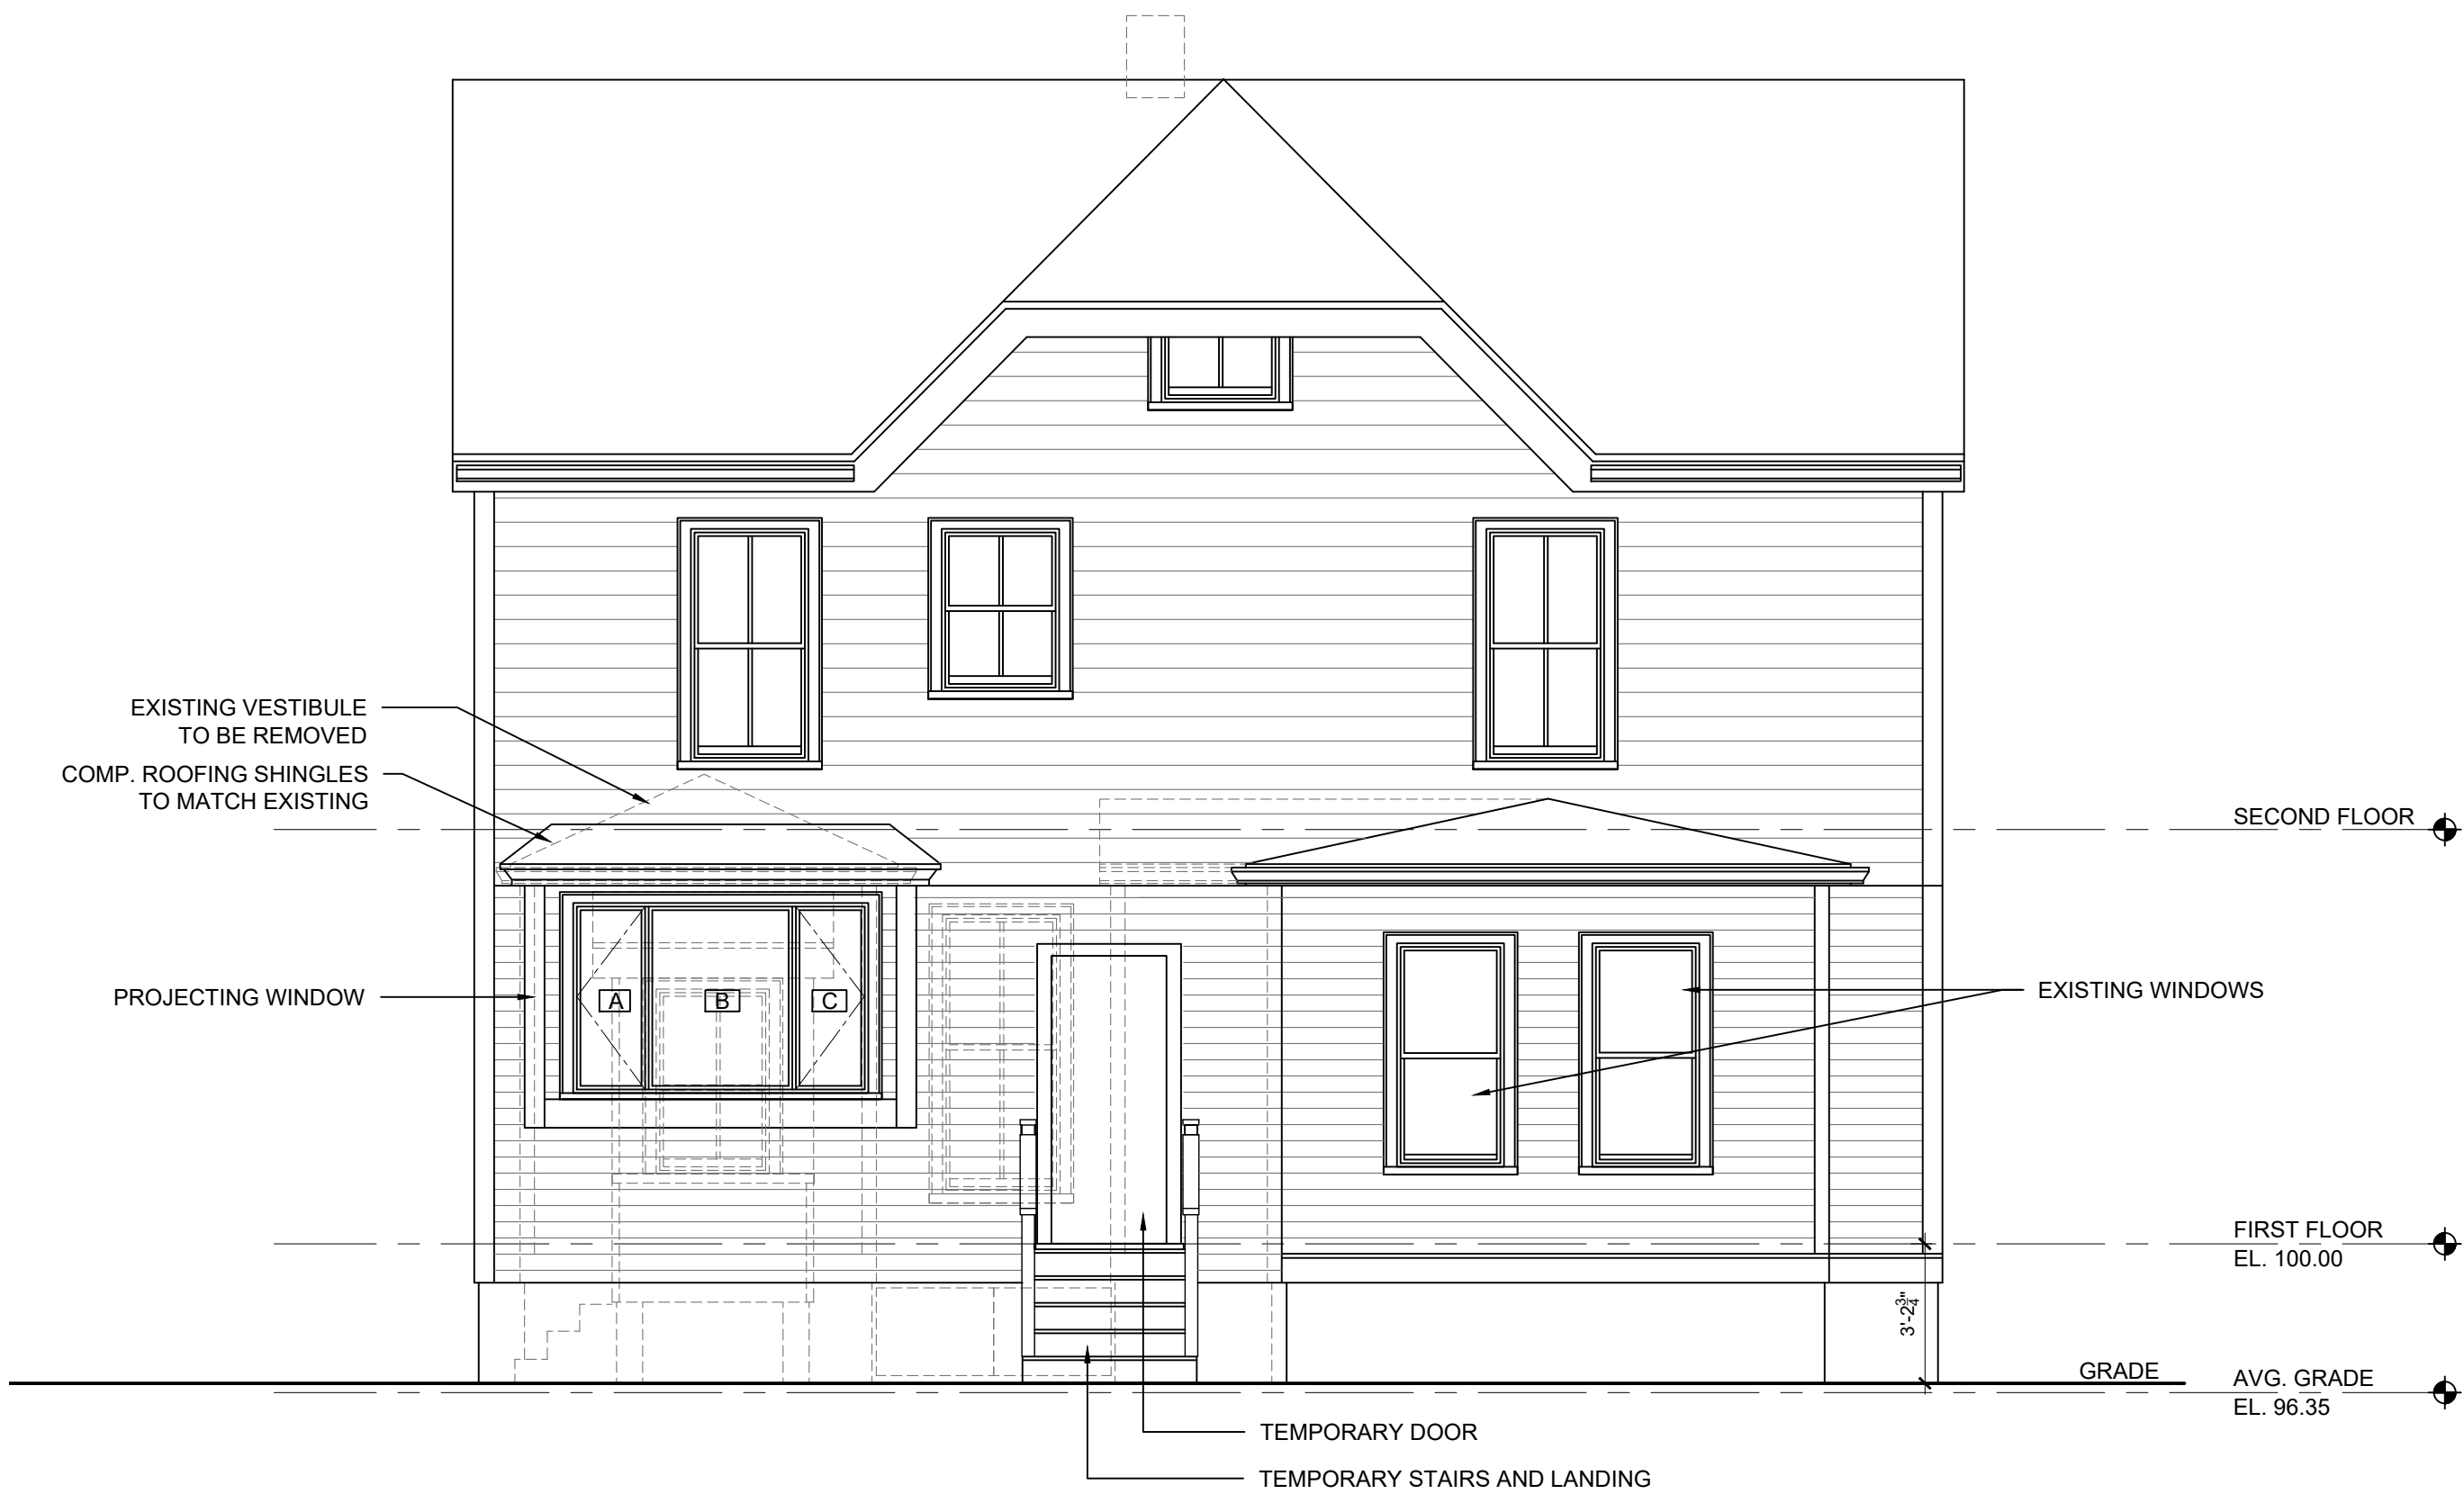 EXISTING VESTIBULE
TO BE REMOVED
COMP. ROOFING SHINGLES
TO MATCH EXISTING
SECOND FLOOR
PROJECTING WINDOW
A
B
C
EXISTING WINDOWS
FIRST FLOOR
EL. 100.00
3'-2¾"
GRADE
AVG. GRADE
EL. 96.35
TEMPORARY DOOR
TEMPORARY STAIRS AND LANDING